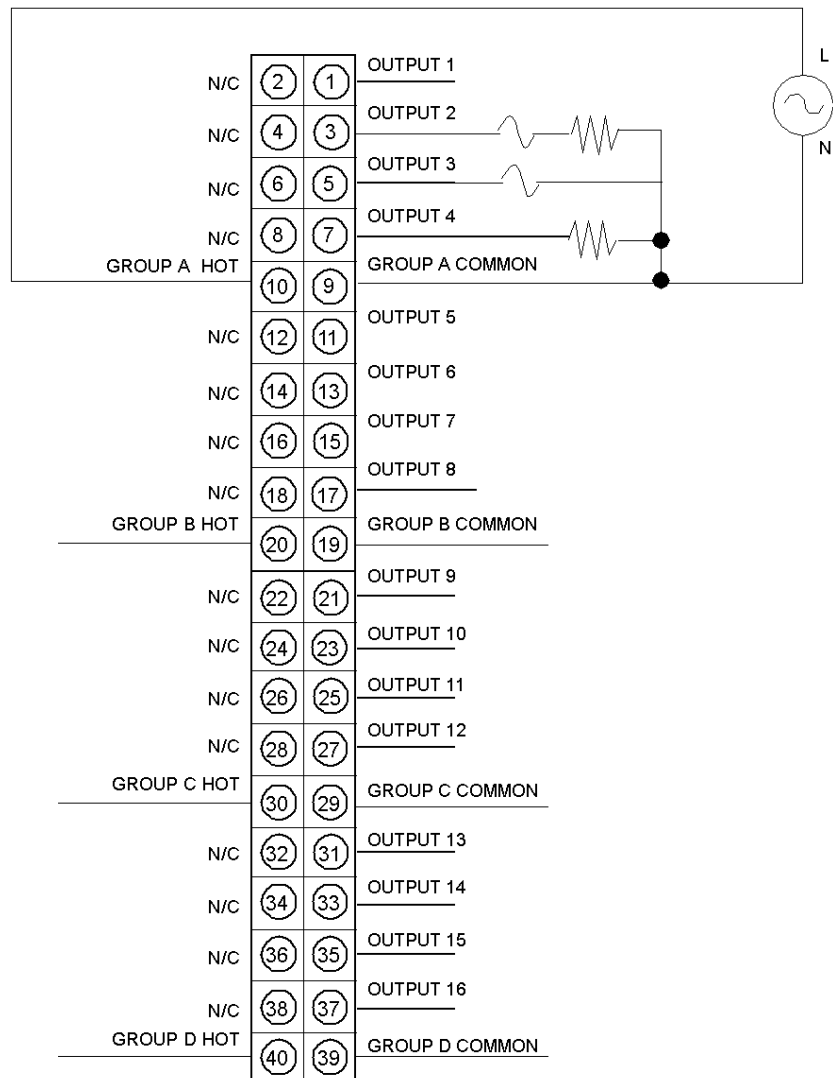 L
OUTPUT 1
N/C 2 1
OUTPUT 2
N/C 4 3
N
OUTPUT 3
N/C 6 5
OUTPUT 4
N/C 8 7
GROUP A HOT GROUP A COMMON
10 9
OUTPUT 5
N/C 12 11
OUTPUT 6
N/C 14 13
OUTPUT 7
N/C 16 15
OUTPUT 8
N/C 18 17
GROUP B HOT GROUP B COMMON
20 19
OUTPUT 9
N/C 22 21
OUTPUT 10
N/C 24 23
OUTPUT 11
N/C 26 25
OUTPUT 12
N/C 28 27
GROUP C HOT GROUP C COMMON
30 29
OUTPUT 13
N/C 32 31
OUTPUT 14
N/C 34 33
OUTPUT 15
N/C 36 35
OUTPUT 16
N/C 38 37
GROUP D HOT GROUP D COMMON
40 39